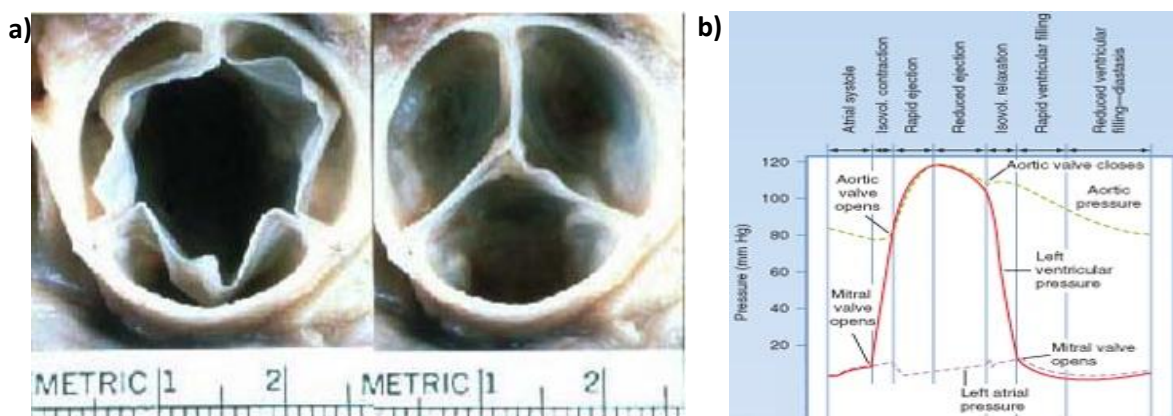 a)
METRIC 1 2
METRIC 1 2
b)
Atrial systole
Isovol. contraction
Rapid ejection
Reduced ejection
Isovol. relaxation
Rapid ventricular filling
Reduced ventricular
filling—diastasis
Pressure (mm Hg)
120
100
80
60
40
20
Aortic
valve
opens
Mitral
valve
opens
Aortic valve closes
Aortic
pressure
Left
ventricular
pressure
Mitral valve
opens
Left atrial
pressure